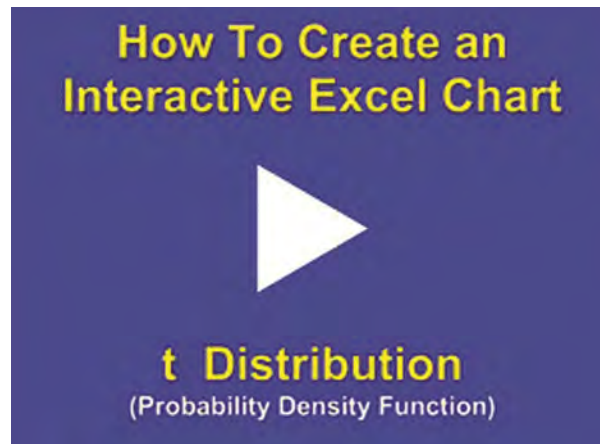 How To Create an
Interactive Excel Chart
t Distribution
(Probability Density Function)